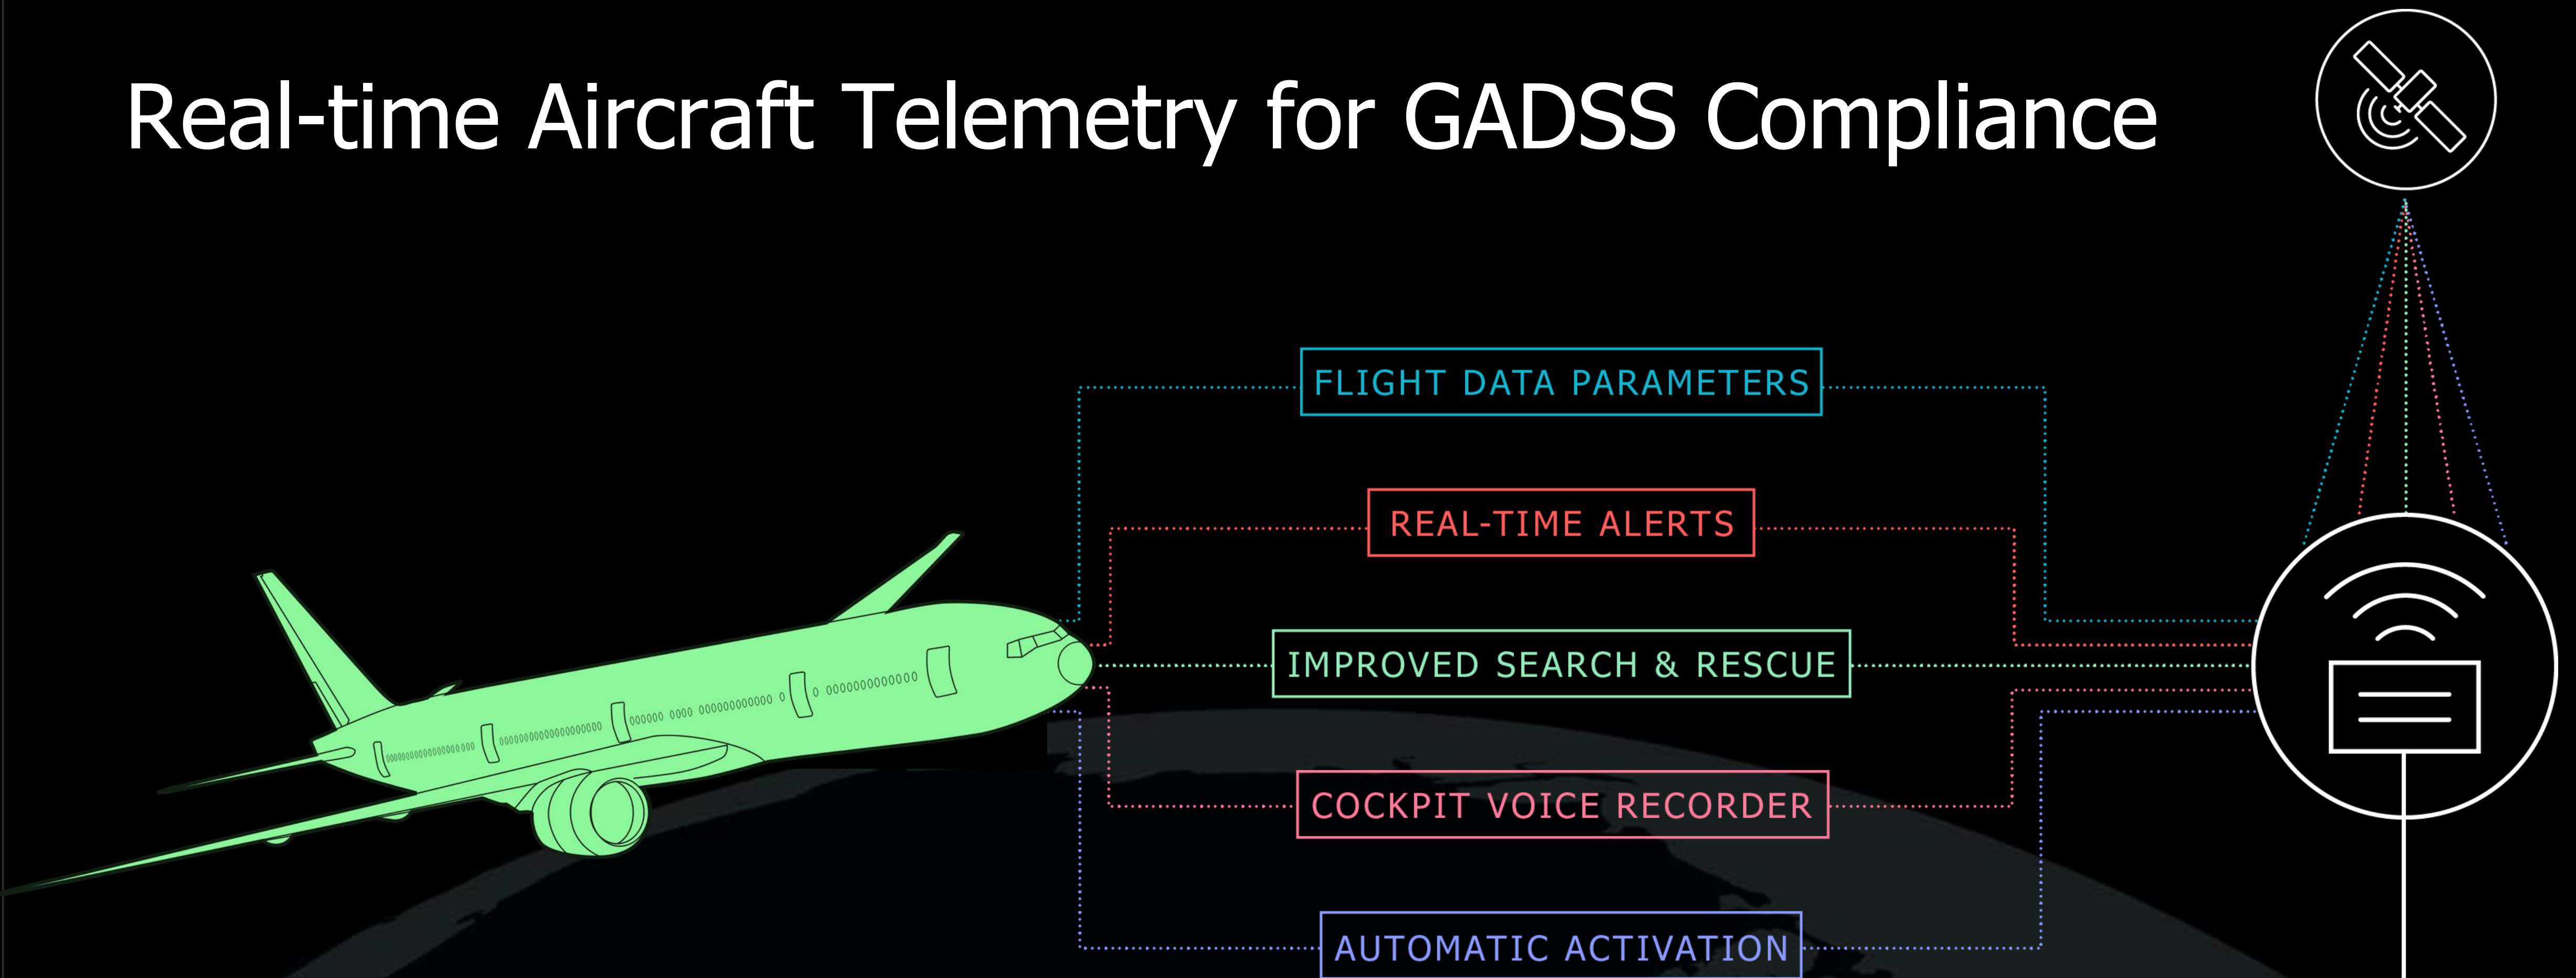 Real-time Aircraft Telemetry for GADSS Compliance
FLIGHT DATA PARAMETERS
REAL-TIME ALERTS
IMPROVED SEARCH & RESCUE
COCKPIT VOICE RECORDER
AUTOMATIC ACTIVATION